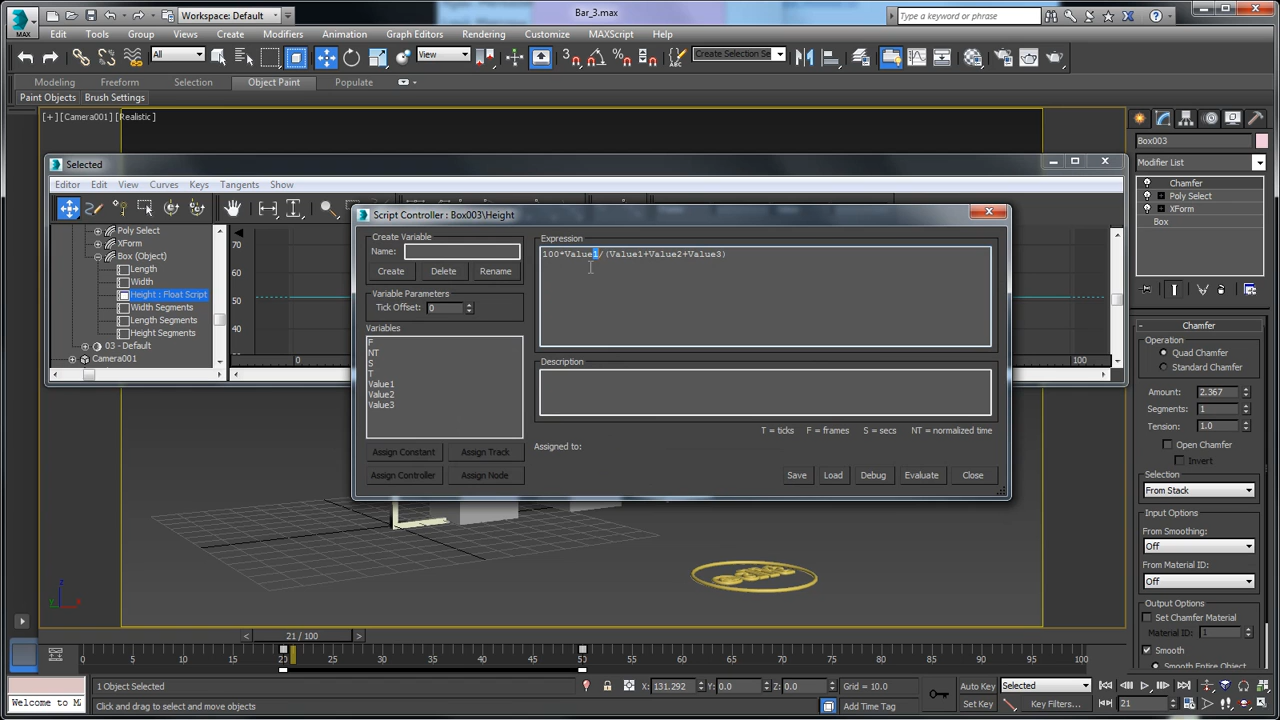 MAX
Workspace: Default
Bar_3.max
Type a keyword or phrase
Edit Tools Group Views Create Modifiers Animation Graph Editors Rendering Customize MAXScript Help
All
View
Create Selection Se
Modeling Freeform Selection Object Paint Populate
Paint Objects Brush Settings
[+] [Camera001] [Realistic ]
Selected
Editor Edit View Curves Keys Tangents Show
Poly Select
XForm
Box (Object)
Length
Width
Height : Float Script
Width Segments
Length Segments
Height Segments
03 - Default
Camera001
70
60
50
40
0
100
Script Controller : Box003\Height
Create Variable
Name:
Create Delete Rename
Variable Parameters
Tick Offset: 0
Variables
F
NT
S
T
Value1
Value2
Value3
Assign Constant Assign Track
Assign Controller Assign Node
Expression
100*Value1/(Value1+Value2+Value3)
Description
T = ticks F = frames S = secs NT = normalized time
Assigned to:
Save Load Debug Evaluate Close
Box003
Modifier List
Chamfer
Poly Select
XForm
Box
- Chamfer
Operation
Quad Chamfer
Standard Chamfer
Amount: 2.367
Segments: 1
Tension: 1.0
Open Chamfer
Invert
Selection
From Stack
Input Options
From Smoothing:
Off
From Material ID:
Off
Output Options
Set Chamfer Material
Material ID: 1
Smooth
Smooth Entire Object
z
y
x
< 21 / 100 >
0 5 10 15 20 25 30 35 40 45 50 55 60 65 70 75 80 85 90 95 100
Welcome to M
1 Object Selected
Click and drag to select and move objects
X: 131.292 Y: 0.0 Z: 0.0 Grid = 10.0
Add Time Tag
Auto Key Selected
Set Key Key Filters...
21